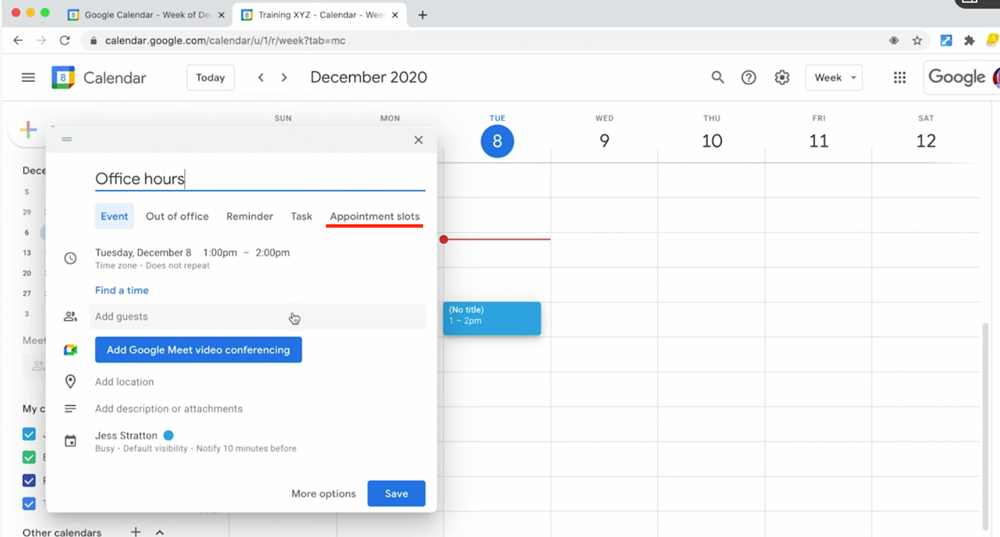 Google Calendar - Week of De
Training XYZ - Calendar - Wee
calendar.google.com/calendar/u/1/r/week?tab=mc
8 Calendar
Today
December 2020
Week
Google
SUN MON TUE WED THU FRI SAT
8 9 10 11 12
Office hours
Event Out of office Reminder Task Appointment slots
Tuesday, December 8 1:00pm – 2:00pm
Time zone · Does not repeat
Find a time
Add guests
Add Google Meet video conferencing
Add location
Add description or attachments
Jess Stratton
Busy · Default visibility · Notify 10 minutes before
More options
Save
(No title)
1 – 2pm
Dece
S
29
6
13
20
27
3
Meet
My c
Other calendars